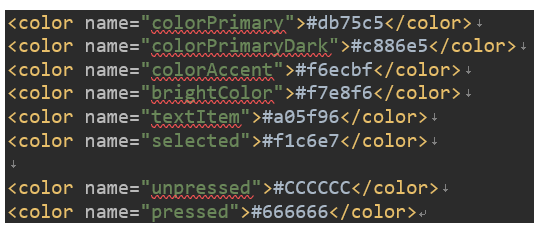 <color name="colorPrimary">#db75c5</color>
<color name="colorPrimaryDark">#c886e5</color>
<color name="colorAccent">#f6ecbf</color>
<color name="brightColor">#f7e8f6</color>
<color name="textItem">#a05f96</color>
<color name="selected">#f1c6e7</color>
<color name="unpressed">#CCCCCC</color>
<color name="pressed">#666666</color>